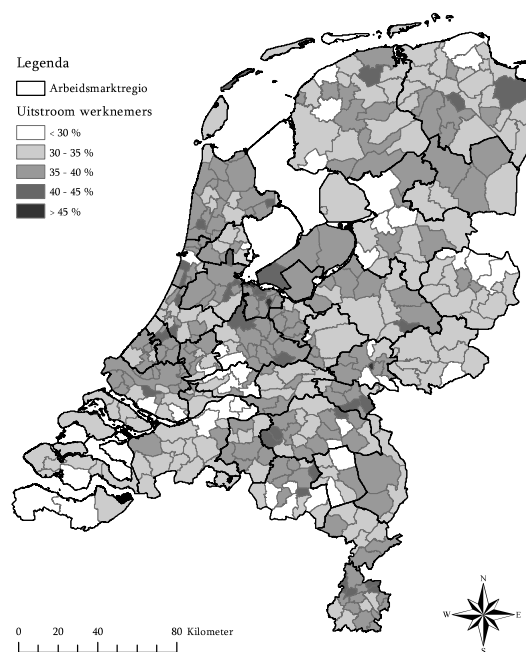 Legenda
Arbeidsmarktregio
Uitstroom werknemers
< 30 %
30 - 35 %
35 - 40 %
40 - 45 %
> 45 %
N
W E
S
0 20 40 80 Kilometer